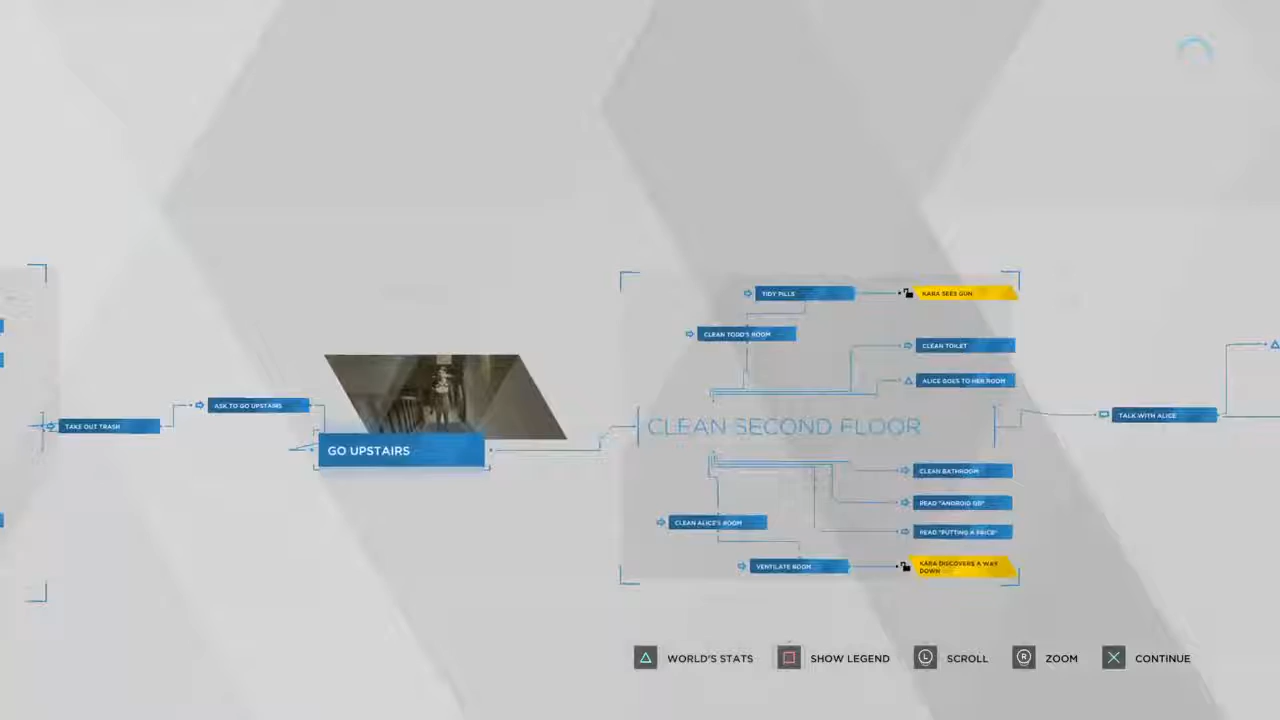 TIDY PILLS
KARA SEES GUN
CLEAN TODD'S ROOM
CLEAN TOILET
ALICE GOES TO HER ROOM
ASK TO GO UPSTAIRS
TALK WITH ALICE
TAKE OUT TRASH
CLEAN SECOND FLOOR
GO UPSTAIRS
CLEAN BATHROOM
READ "ANDROID GD"
CLEAN ALICE'S ROOM
READ "PUTTING A PRICE"
VENTILATE ROOM
KARA DISCOVERS A WAY
DOWN
L
R
WORLD'S STATS
SHOW LEGEND
SCROLL
ZOOM
CONTINUE